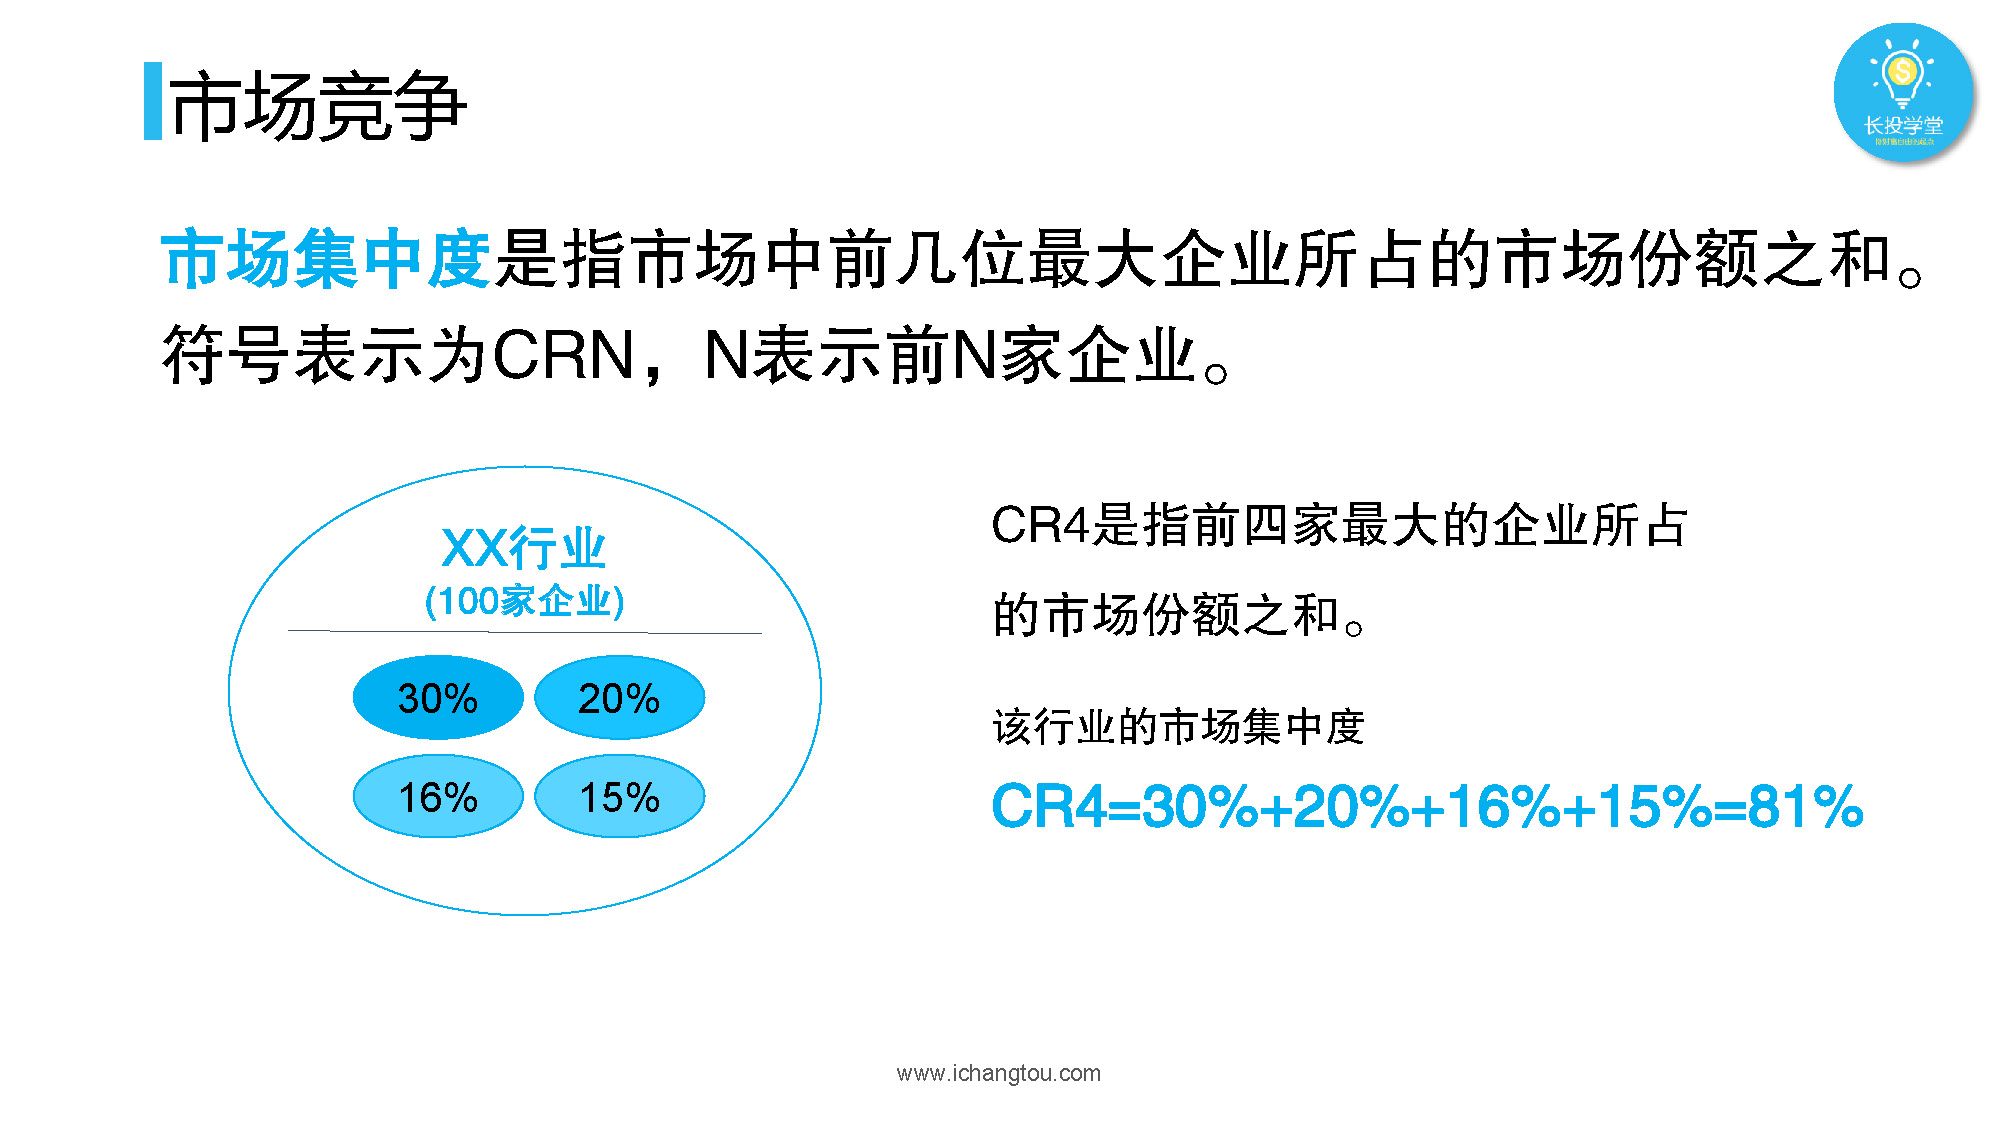 市场竞争
长投学堂
市场集中度是指市场中前几位最大企业所占的市场份额之和。
符号表示为CRN，N表示前N家企业。
XX行业
(100家企业)
30% 20%
16% 15%
CR4是指前四家最大的企业所占
的市场份额之和。
该行业的市场集中度
CR4=30%+20%+16%+15%=81%
www.ichangtou.com